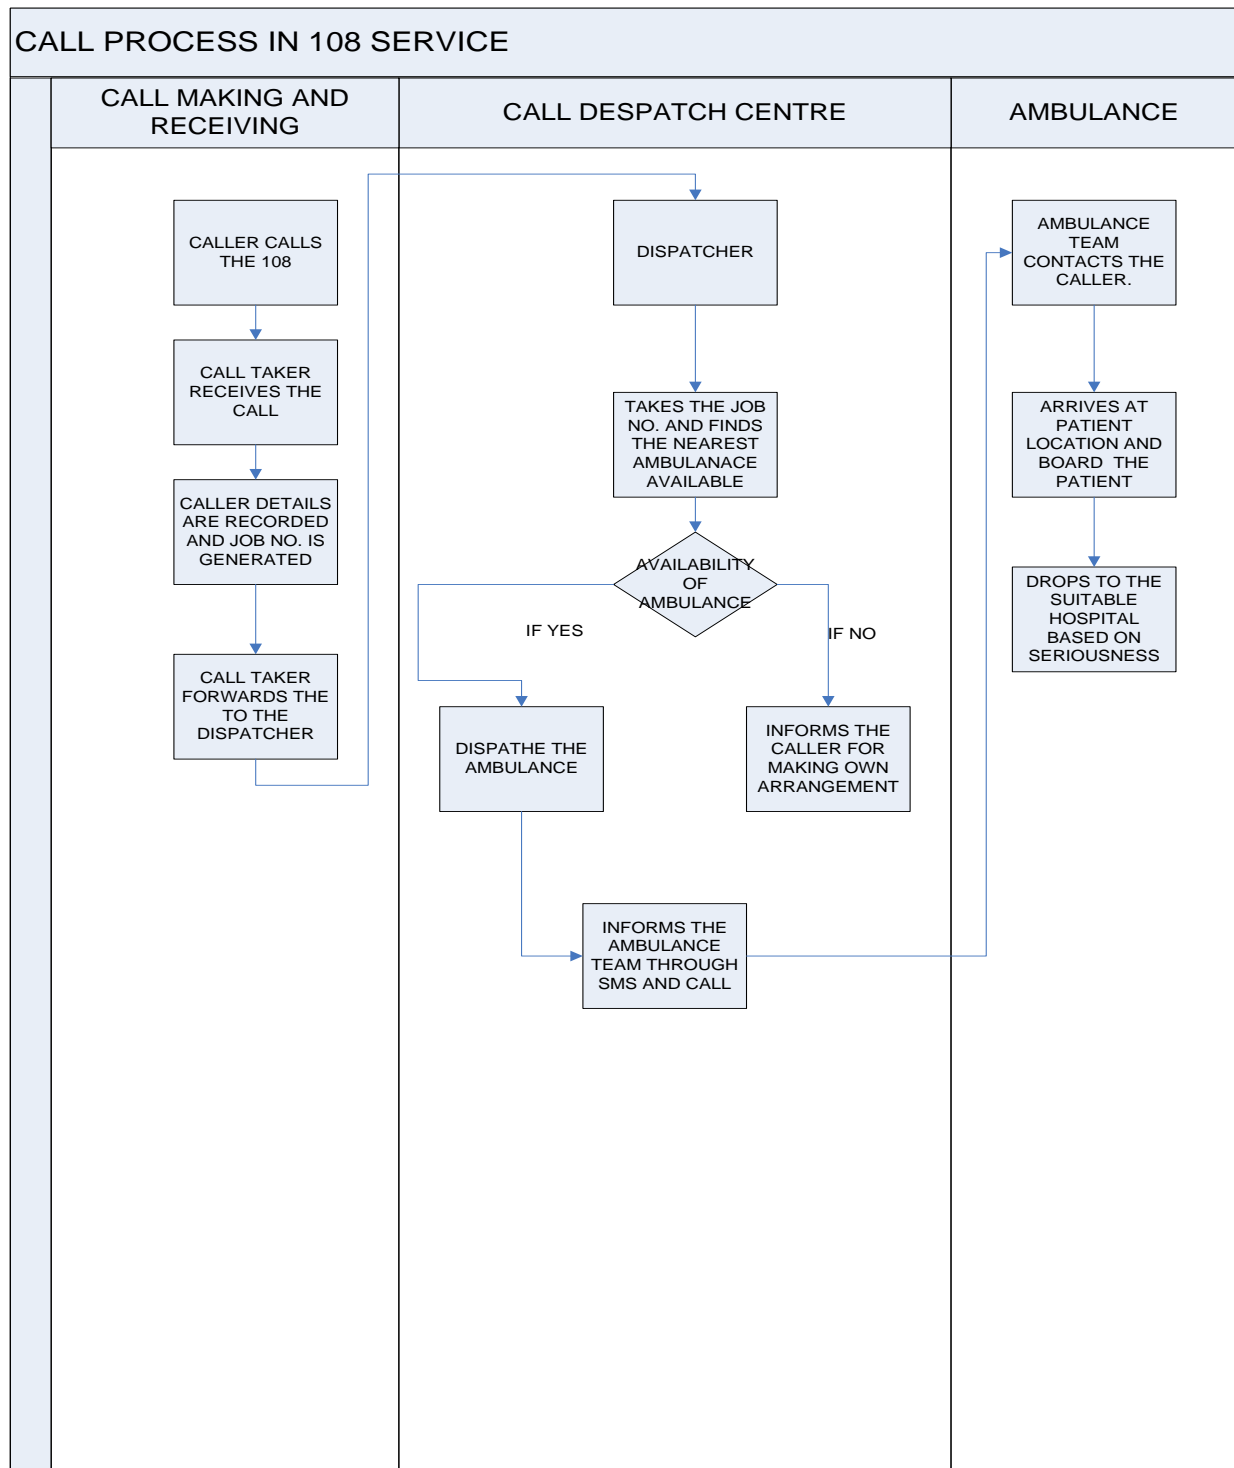 CALL PROCESS IN 108 SERVICE
CALL MAKING AND
RECEIVING
CALL DESPATCH CENTRE
AMBULANCE
CALLER CALLS
THE 108
CALL TAKER
RECEIVES THE
CALL
CALLER DETAILS
ARE RECORDED
AND JOB NO. IS
GENERATED
CALL TAKER
FORWARDS THE
TO THE
DISPATCHER
DISPATCHER
TAKES THE JOB
NO. AND FINDS
THE NEAREST
AMBULANACE
AVAILABLE
AVAILABILITY
OF
AMBULANCE
IF YES
IF NO
DISPATHE THE
AMBULANCE
INFORMS THE
CALLER FOR
MAKING OWN
ARRANGEMENT
INFORMS THE
AMBULANCE
TEAM THROUGH
SMS AND CALL
AMBULANCE
TEAM
CONTACTS THE
CALLER.
ARRIVES AT
PATIENT
LOCATION AND
BOARD  THE
PATIENT
DROPS TO THE
SUITABLE
HOSPITAL
BASED ON
SERIOUSNESS